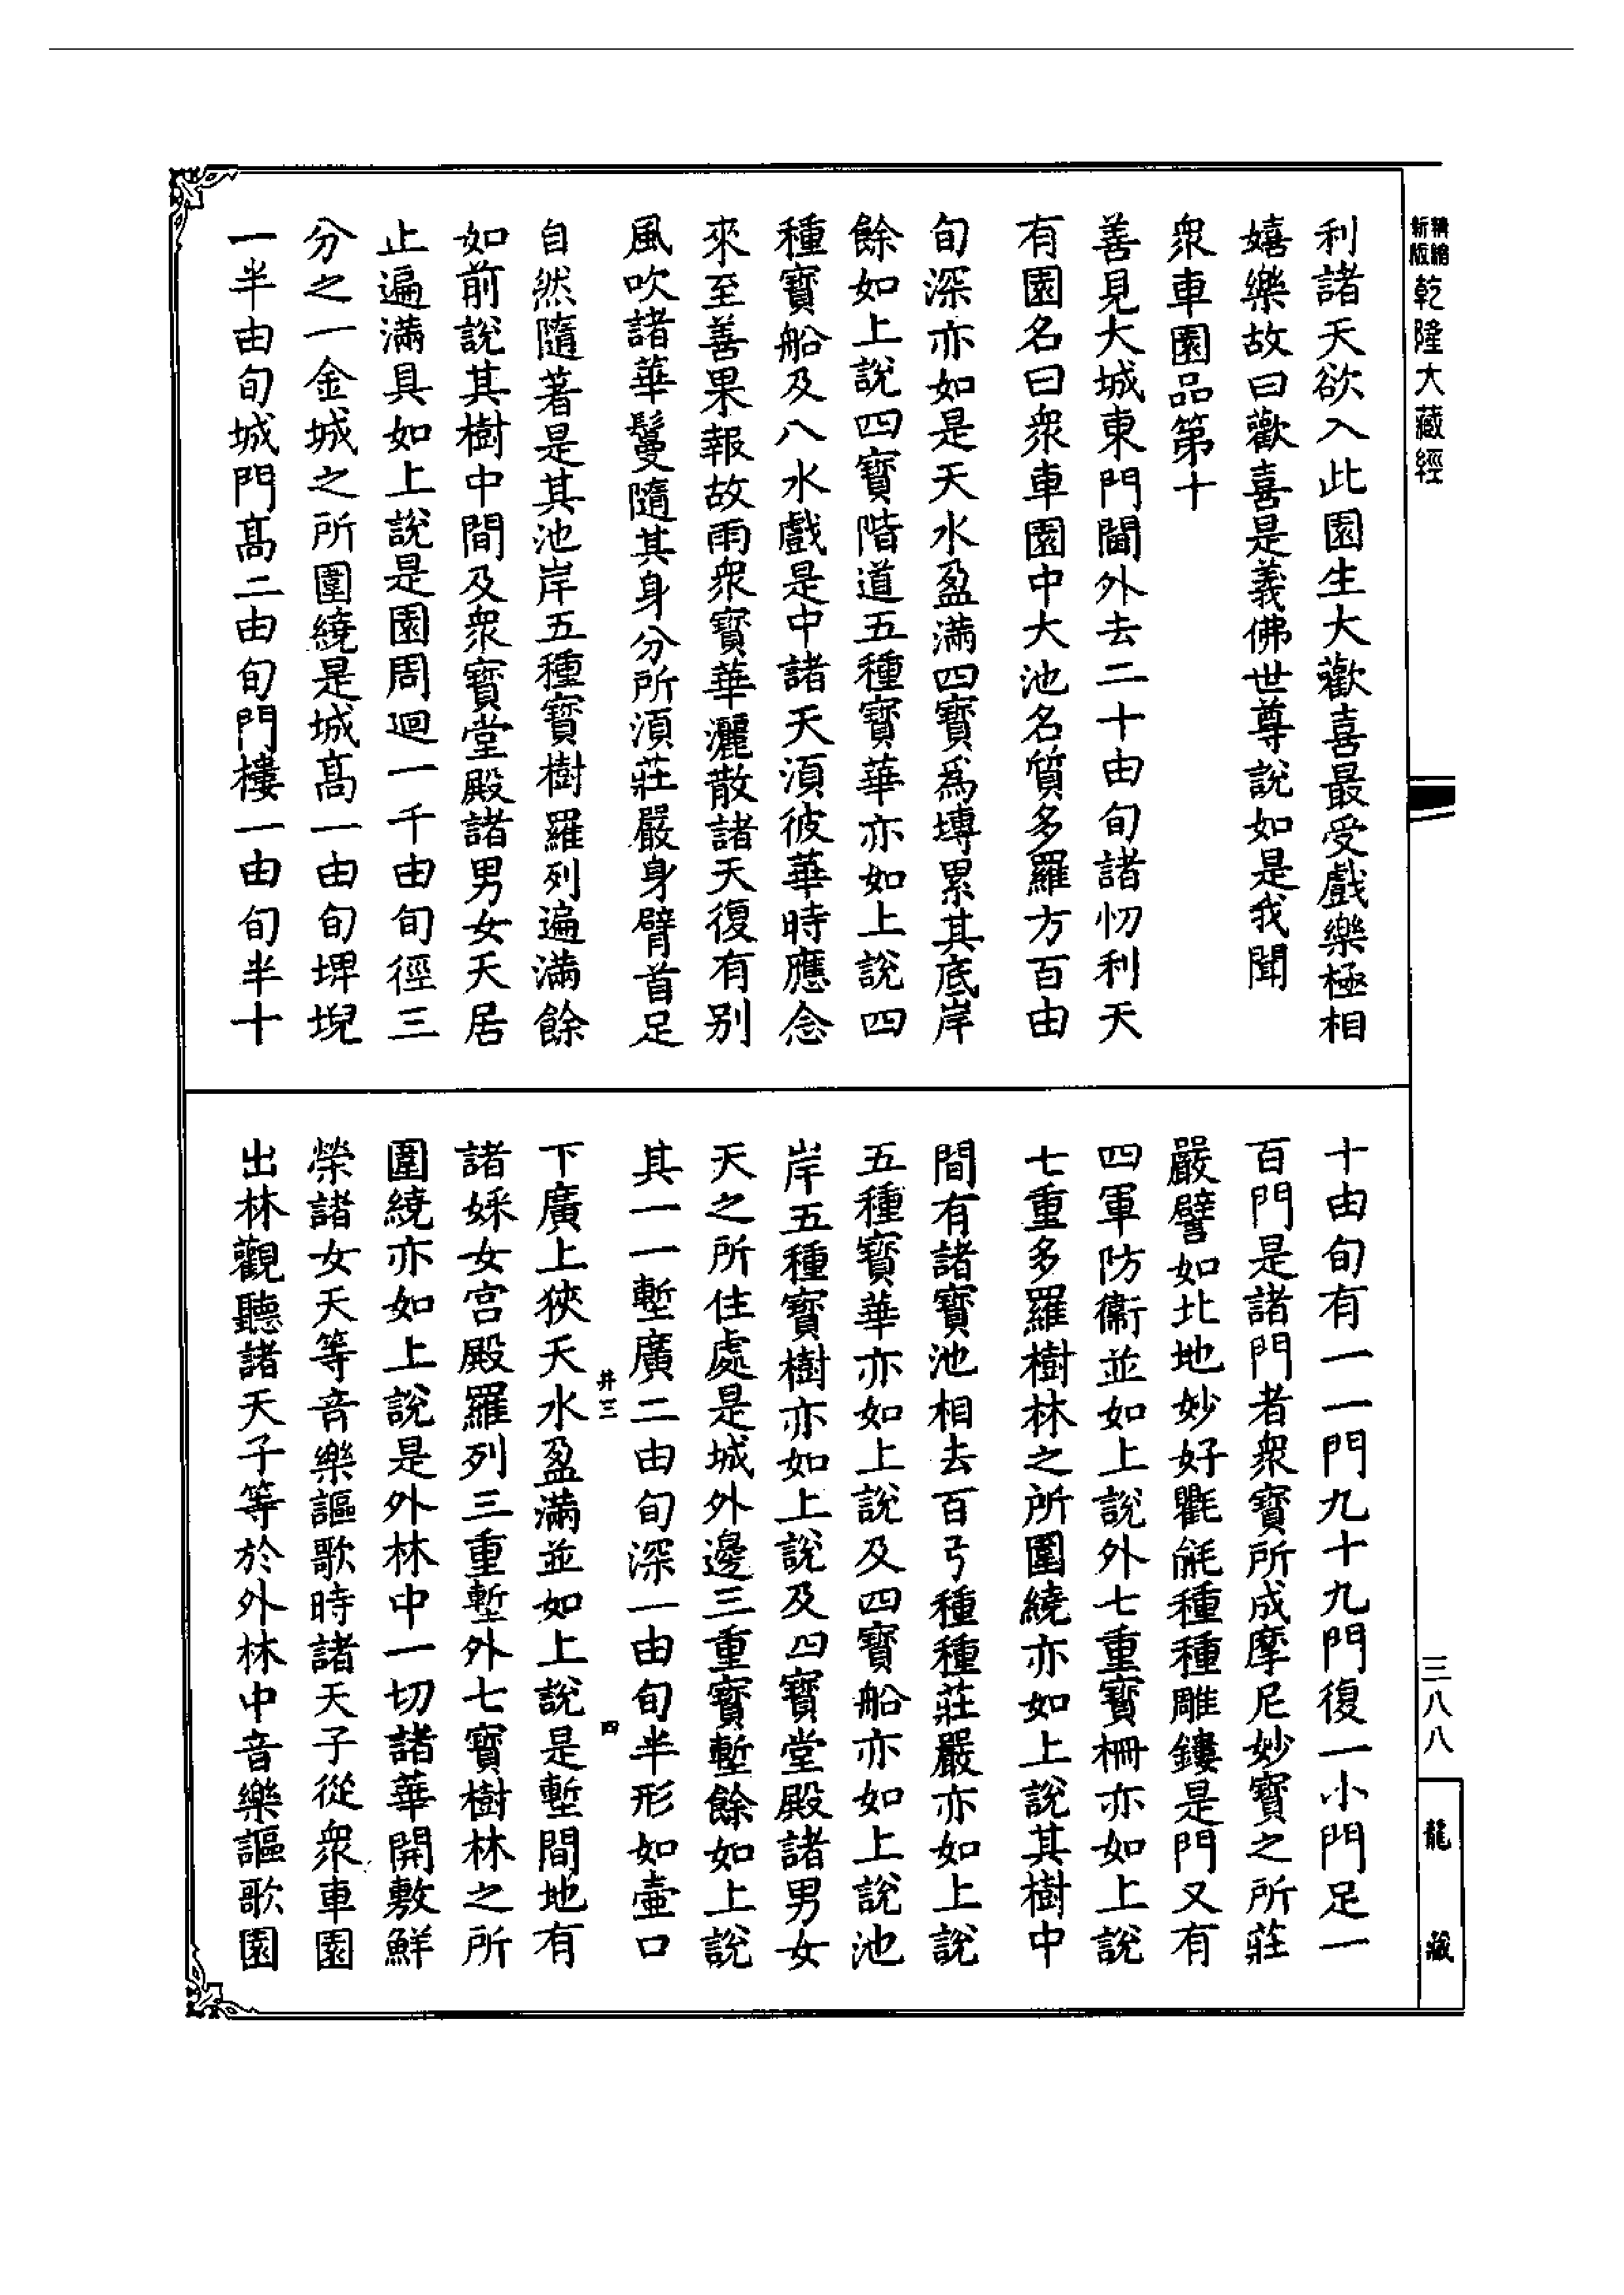 精縮新版乾隆大藏經
利諸天欲入此園生大歡喜最受戲樂極相
嬉樂故曰歡喜是義佛世尊說如是我聞
衆車園品第十
善見大城東門閫外去二十由旬諸忉利天
有園名曰衆車園中大池名質多羅方百由
旬深亦如是天水盈滿四寶爲塼累其底岸
餘如上說四寶階道五種寶華亦如上說四
種寶船及八水戲是中諸天湏彼華時應念
來至善果報故雨衆寶華灑散諸天復有别
風吹諸華鬘隨其身分所湏莊嚴身臂首足
自然隨著是其池岸五種寶樹羅列遍滿餘
如前說其樹中間及衆寶堂殿諸男女天居
止遍滿具如上說是園周迴一千由旬徑三
分之一金城之所圍繞是城髙一由旬埤堄
一半由旬城門髙二由旬門樓一由旬半十
十由旬有一一門九十九門復一小門足一
百門是諸門者衆寶所成摩尼妙寶之所莊
嚴譬如北地妙好氍毹種種雕鏤是門又有
四軍防衞並如上說外七重寶柵亦如上說
七重多羅樹林之所圍繞亦如上說其樹中
間有諸寶池相去百弓種種莊嚴亦如上說
五種寶華亦如上說及四寶船亦如上說池
岸五種寶樹亦如上說及四寶堂殿諸男女
天之所住處是城外邊三重寶塹餘如上說
其一一塹廣二由旬深一由旬半形如壷口
井三 四
下廣上狹天水盈滿並如上說是塹間地有
諸婇女宫殿羅列三重塹外七寶樹林之所
圍繞亦如上說是外林中一切諸華開敷鮮
榮諸女天等音樂謳歌時諸天子從衆車園
出林觀聽諸天子等於外林中音樂謳歌園
三八八
龍藏